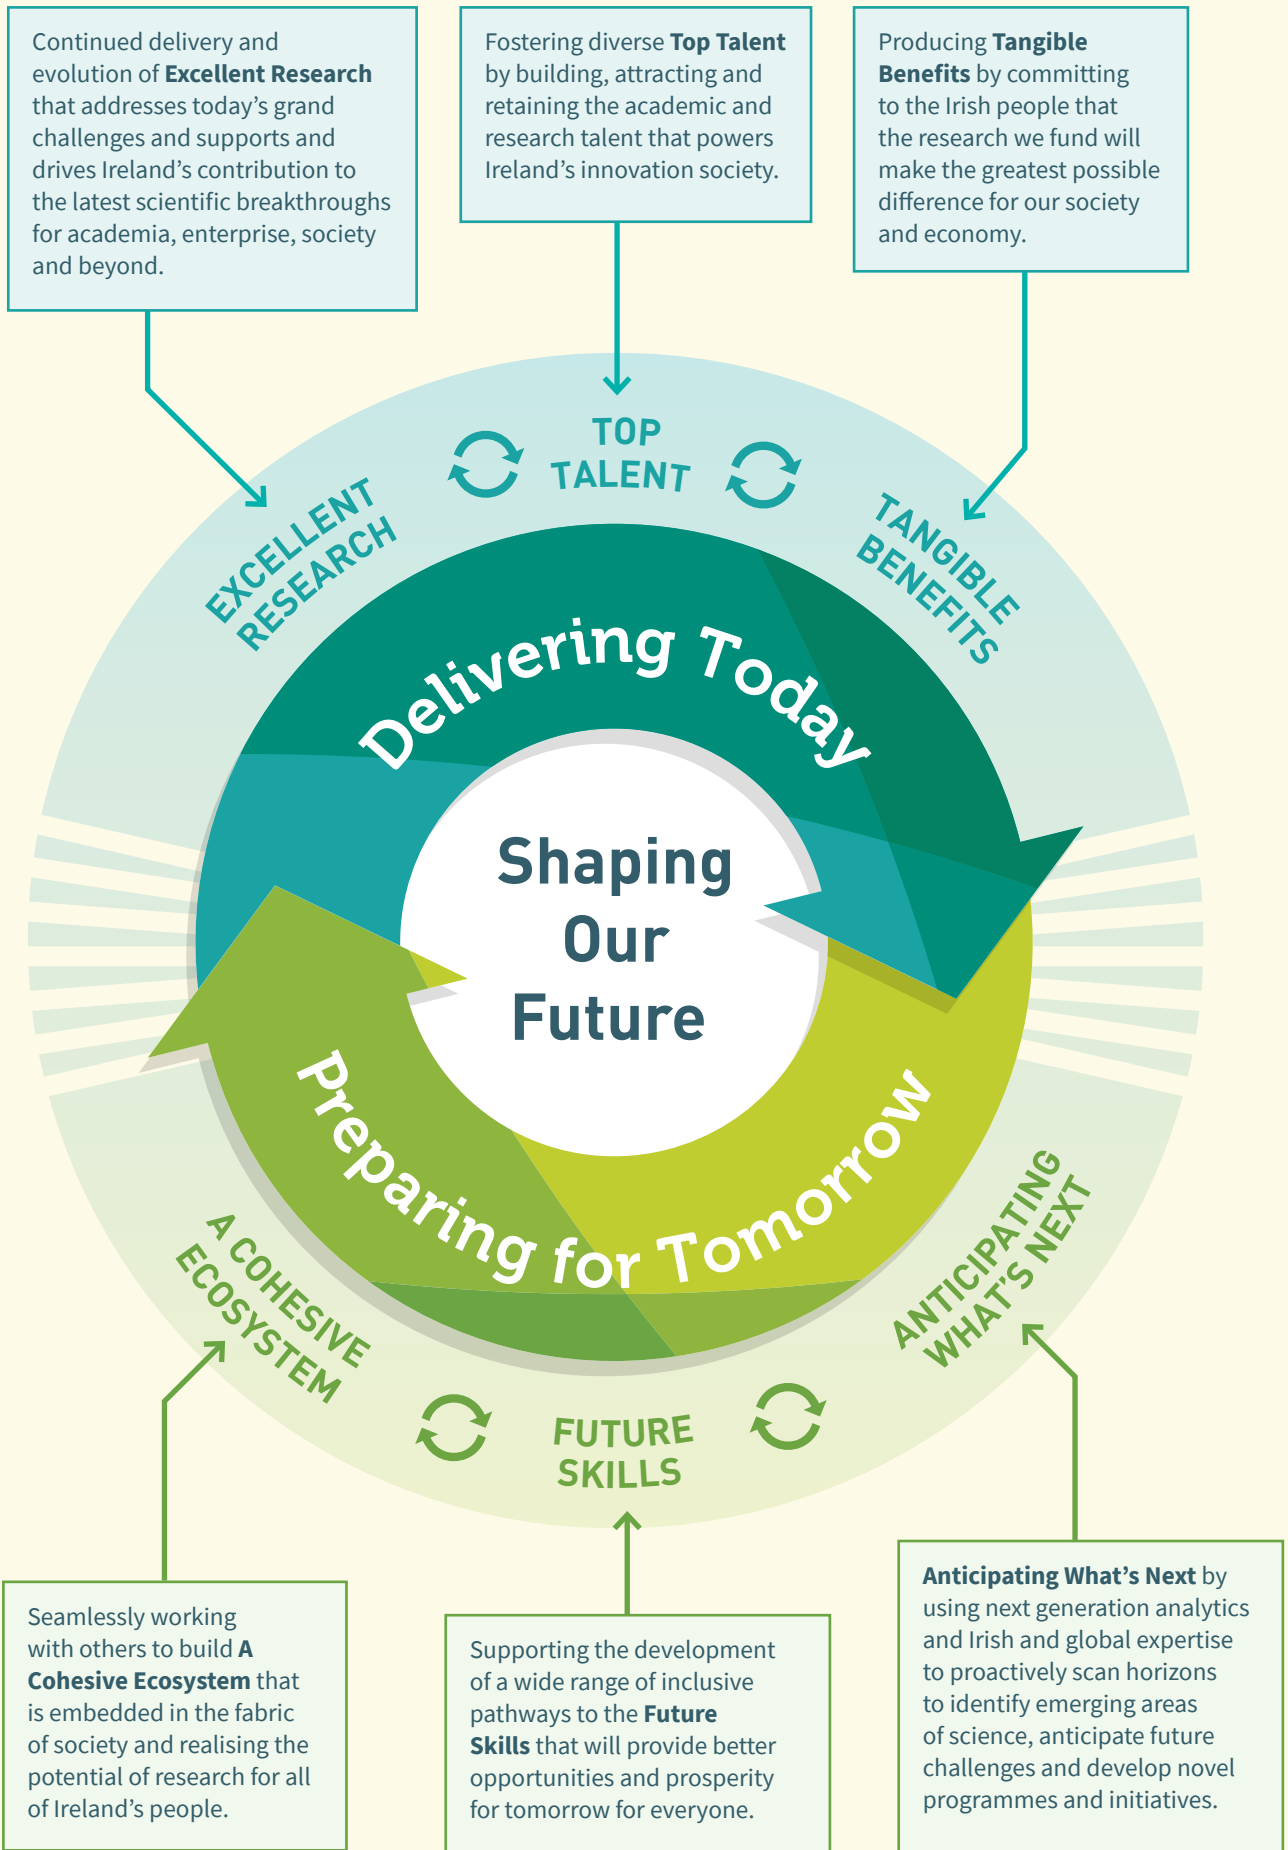 Continued delivery and
evolution of Excellent Research
that addresses today's grand
challenges and supports and
drives Ireland's contribution to
the latest scientific breakthroughs
for academia, enterprise, society
and beyond.
Fostering diverse Top Talent
by building, attracting and
retaining the academic and
research talent that powers
Ireland's innovation society.
Producing Tangible
Benefits by committing
to the Irish people that
the research we fund will
make the greatest possible
difference for our society
and economy.
EXCELLENT
RESEARCH
TOP
TALENT
TANGIBLE
BENEFITS
Delivering Today
Shaping
Our
Future
Preparing for Tomorrow
A COHESIVE
ECOSYSTEM
FUTURE
SKILLS
ANTICIPATING
WHAT'S NEXT
Seamlessly working
with others to build A
Cohesive Ecosystem that
is embedded in the fabric
of society and realising the
potential of research for all
of Ireland's people.
Supporting the development
of a wide range of inclusive
pathways to the Future
Skills that will provide better
opportunities and prosperity
for tomorrow for everyone.
Anticipating What's Next by
using next generation analytics
and Irish and global expertise
to proactively scan horizons
to identify emerging areas
of science, anticipate future
challenges and develop novel
programmes and initiatives.